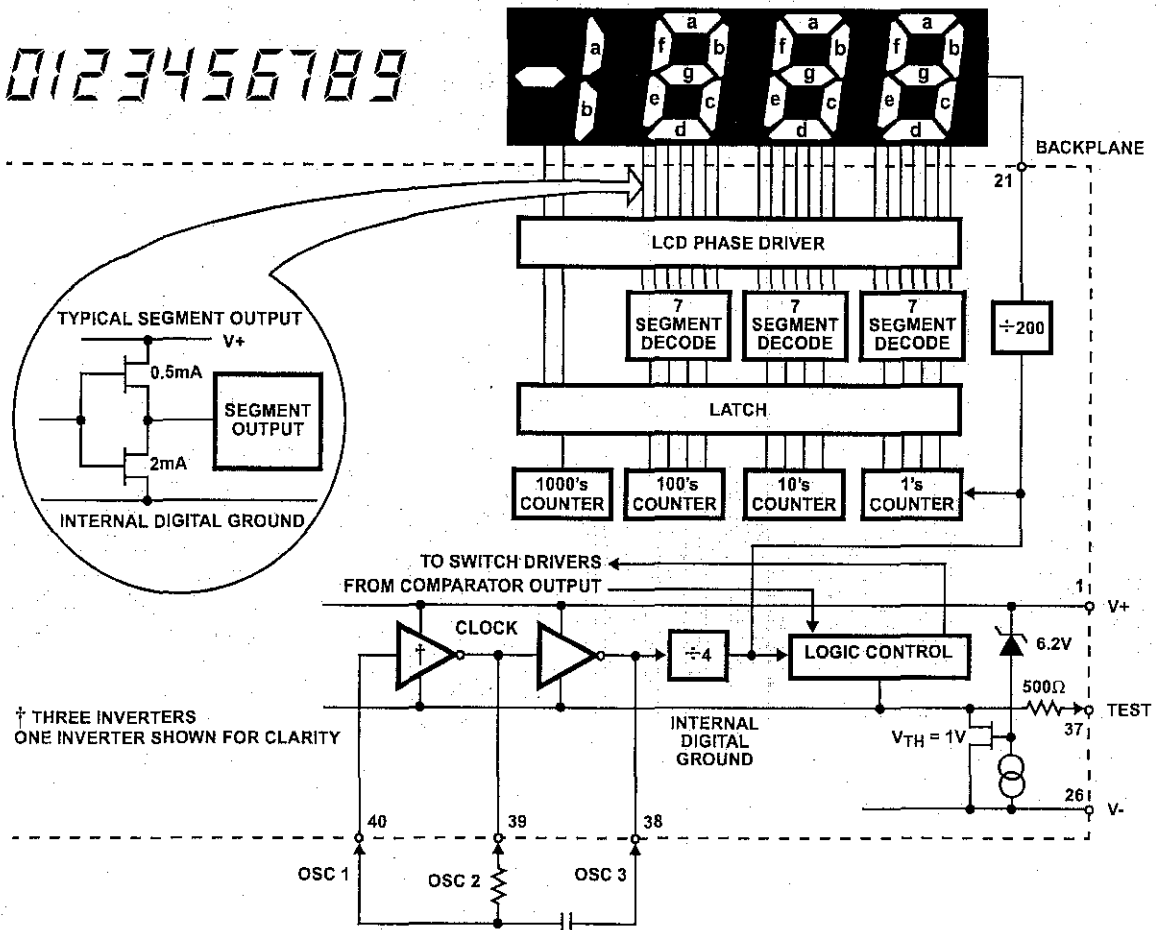 0123456789
a
b
a
f
b
g
e
c
d
a
f
b
g
e
c
d
a
f
b
g
e
c
d
BACKPLANE
21
LCD PHASE DRIVER
7
SEGMENT
DECODE
7
SEGMENT
DECODE
7
SEGMENT
DECODE
÷200
TYPICAL SEGMENT OUTPUT
V+
0.5mA
SEGMENT
OUTPUT
2mA
INTERNAL DIGITAL GROUND
LATCH
1000's
COUNTER
100's
COUNTER
10's
COUNTER
1's
COUNTER
TO SWITCH DRIVERS
FROM COMPARATOR OUTPUT
1
V+
CLOCK
†
÷4
LOGIC CONTROL
6.2V
500Ω
TEST
37
† THREE INVERTERS
ONE INVERTER SHOWN FOR CLARITY
INTERNAL
DIGITAL
GROUND
VTH = 1V
26
V-
40
39
38
OSC 1
OSC 2
OSC 3